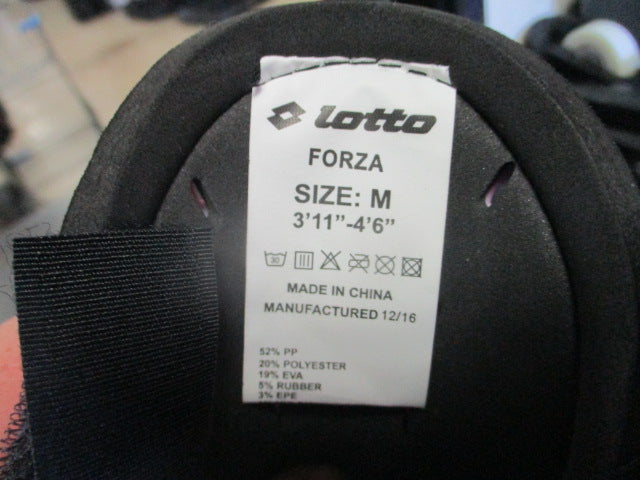 lotto
FORZA
SIZE: M
3'11"-4'6"
30
MADE IN CHINA
MANUFACTURED 12/16
52% PP
20% POLYESTER
19% EVA
5% RUBBER
3% EPE